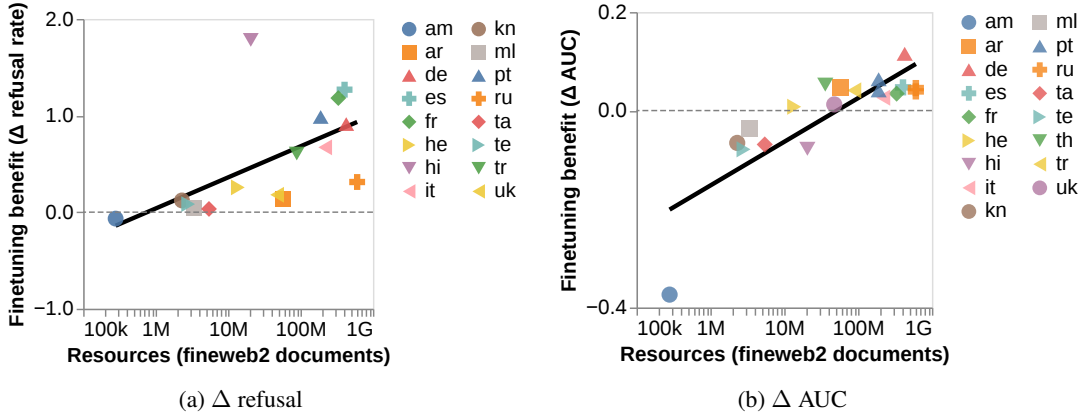 Finetuning benefit (Δ refusal rate)
2.0
1.0
0.0
−1.0
100k 1M 10M 100M 1G
Resources (fineweb2 documents)
am kn
ar ml
de pt
es ru
fr ta
he te
hi tr
it uk
(a) Δ refusal
Finetuning benefit (Δ AUC)
0.2
0.0
−0.4
100k 1M 10M 100M 1G
Resources (fineweb2 documents)
am ml
ar pt
de ru
es ta
fr te
he th
hi tr
it uk
kn
(b) Δ AUC